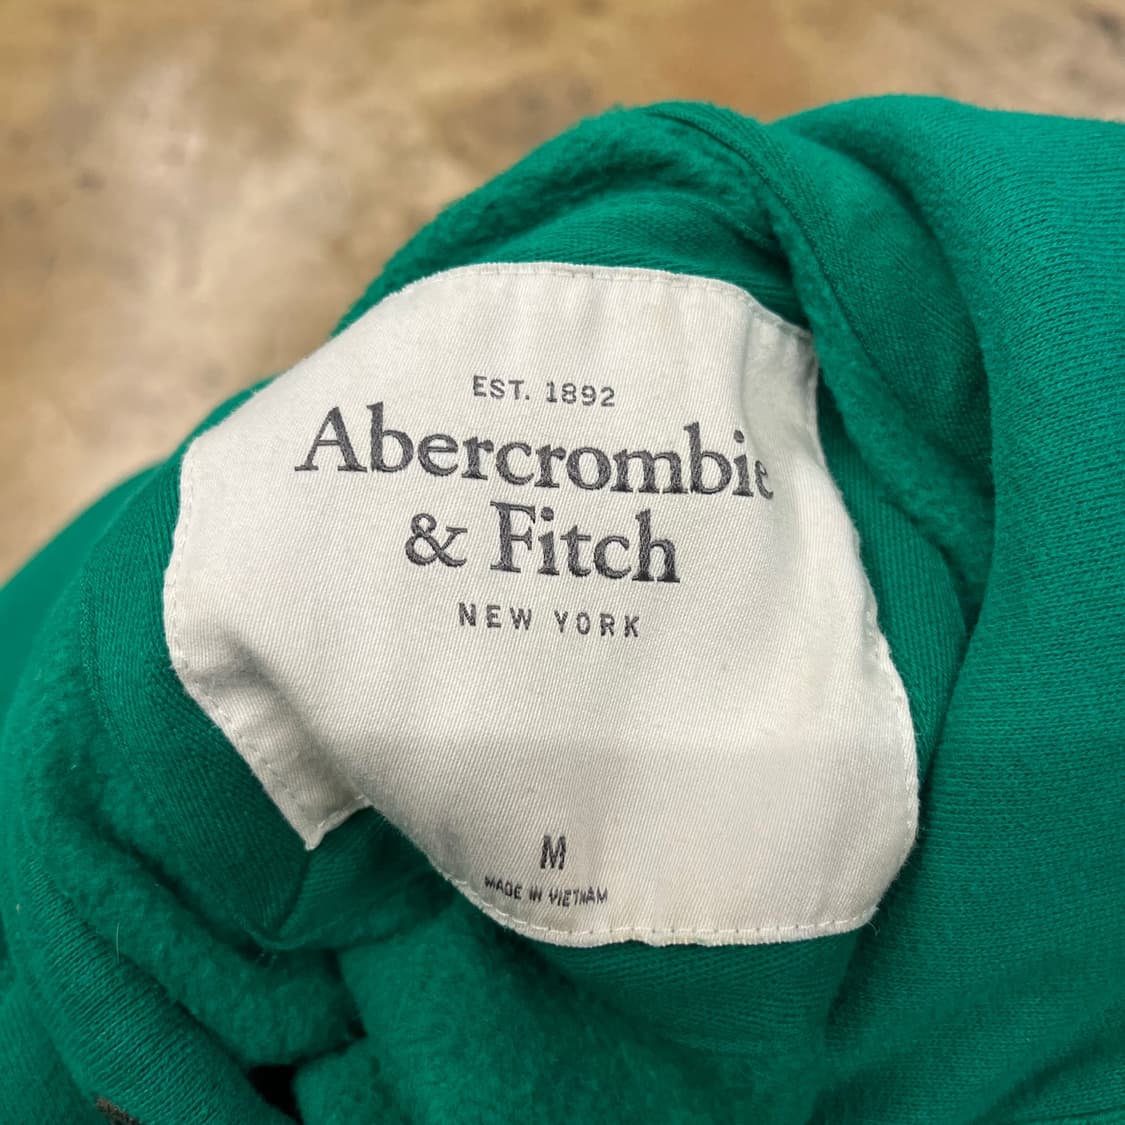 EST. 1892
Abercrombie
& Fitch
NEW YORK
M
MADE IN VIETNAM